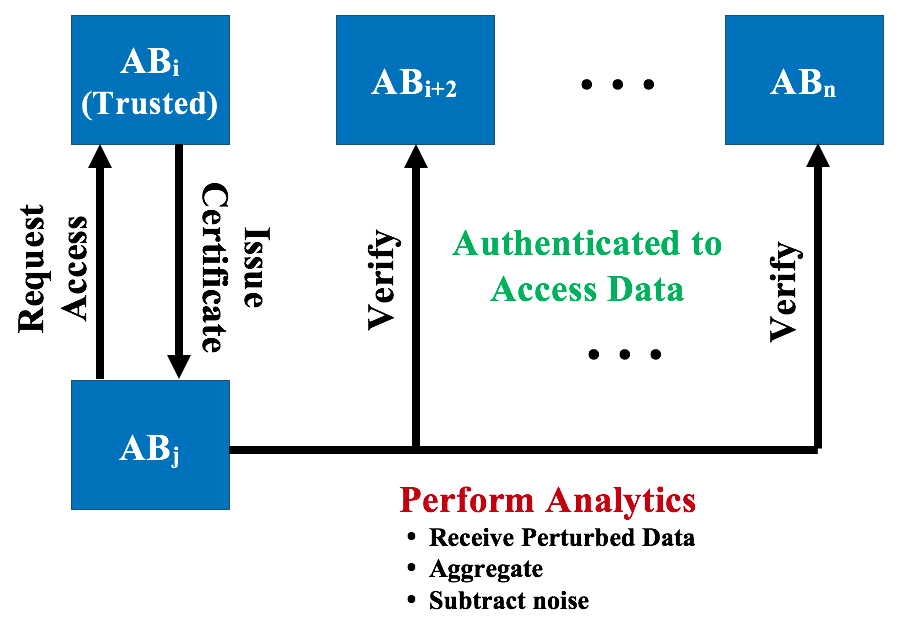 ABi
(Trusted)
ABi+2
• • •
ABn
Request
Access
Issue
Certificate
Verify
Authenticated to
Access Data
Verify
• • •
ABj
Perform Analytics
• Receive Perturbed Data
• Aggregate
• Subtract noise